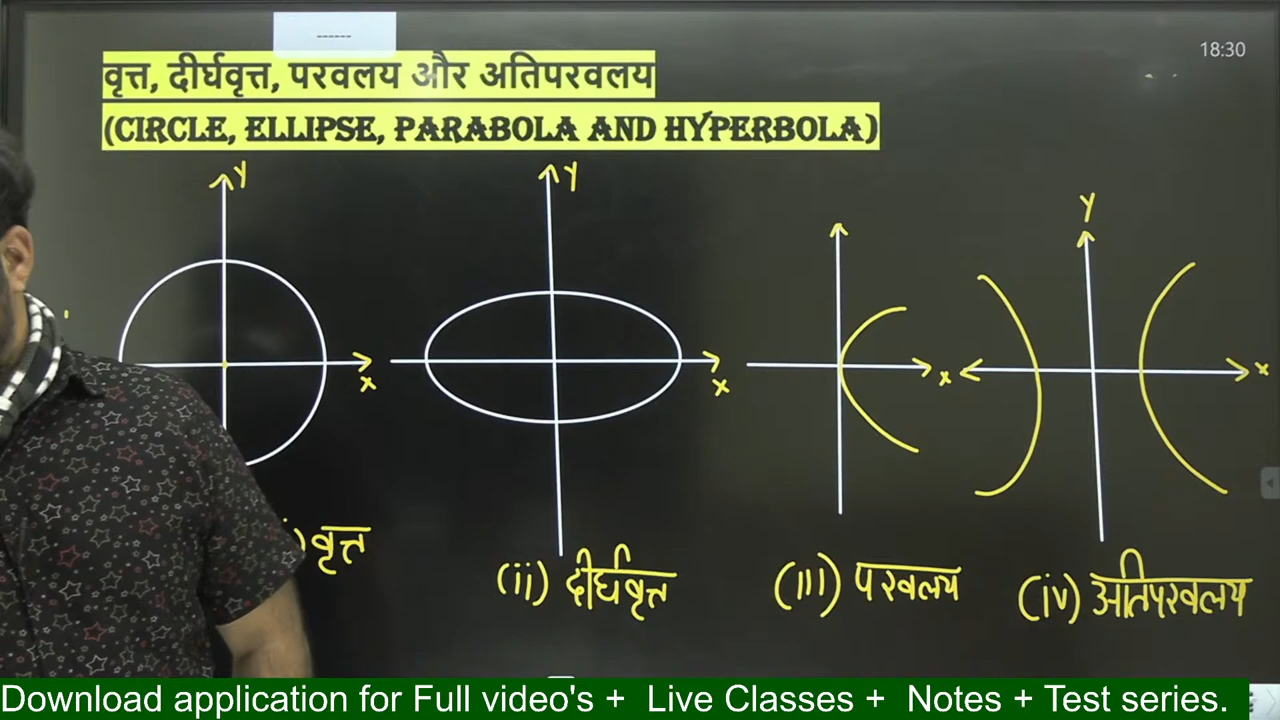 ------
18:30
वृत्त, दीर्घवृत्त, परवलय और अतिपरवलय
(CIRCLE, ELLIPSE, PARABOLA AND HYPERBOLA)
y
y
y
x
x
x
x
) वृत्त
(ii) दीर्घवृत्त
(iii) परवलय
(iv) अतिपरवलय
Download application for Full video's + Live Classes + Notes + Test series.